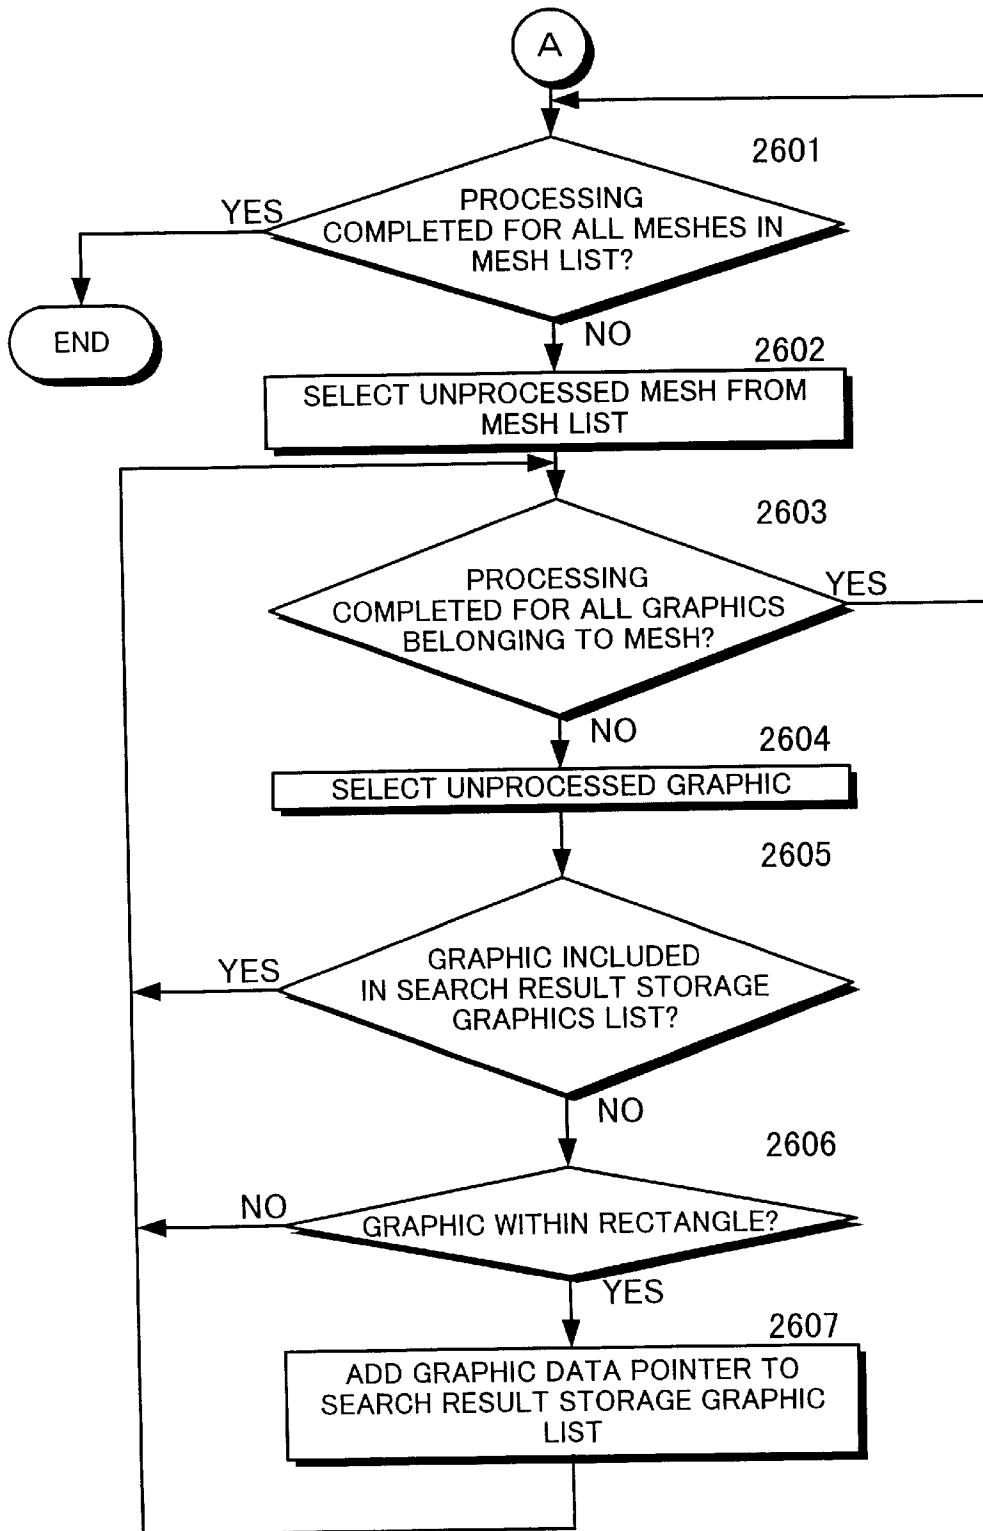 A
2601
PROCESSING
COMPLETED FOR ALL MESHES IN
MESH LIST?
YES
END
NO
2602
SELECT UNPROCESSED MESH FROM
MESH LIST
2603
PROCESSING
COMPLETED FOR ALL GRAPHICS
BELONGING TO MESH?
YES
NO
2604
SELECT UNPROCESSED GRAPHIC
2605
GRAPHIC INCLUDED
IN SEARCH RESULT STORAGE
GRAPHICS LIST?
YES
NO
2606
NO
GRAPHIC WITHIN RECTANGLE?
YES
2607
ADD GRAPHIC DATA POINTER TO
SEARCH RESULT STORAGE GRAPHIC
LIST